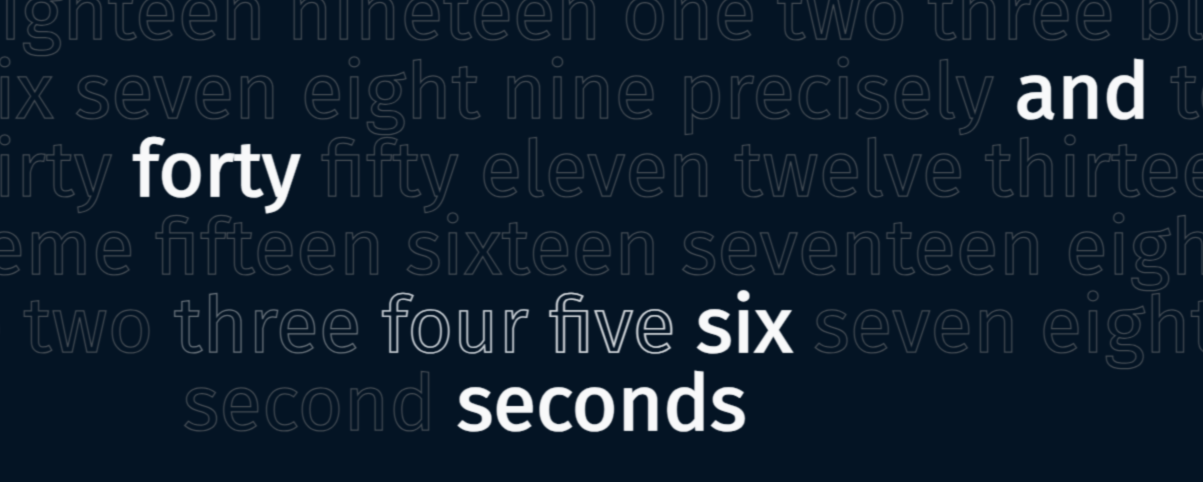 ighteen nineteen one two three bu
ix seven eight nine precisely and t
irty forty fifty eleven twelve thirtee
eme fifteen sixteen seventeen eigh
two three four five six seven eight
second seconds